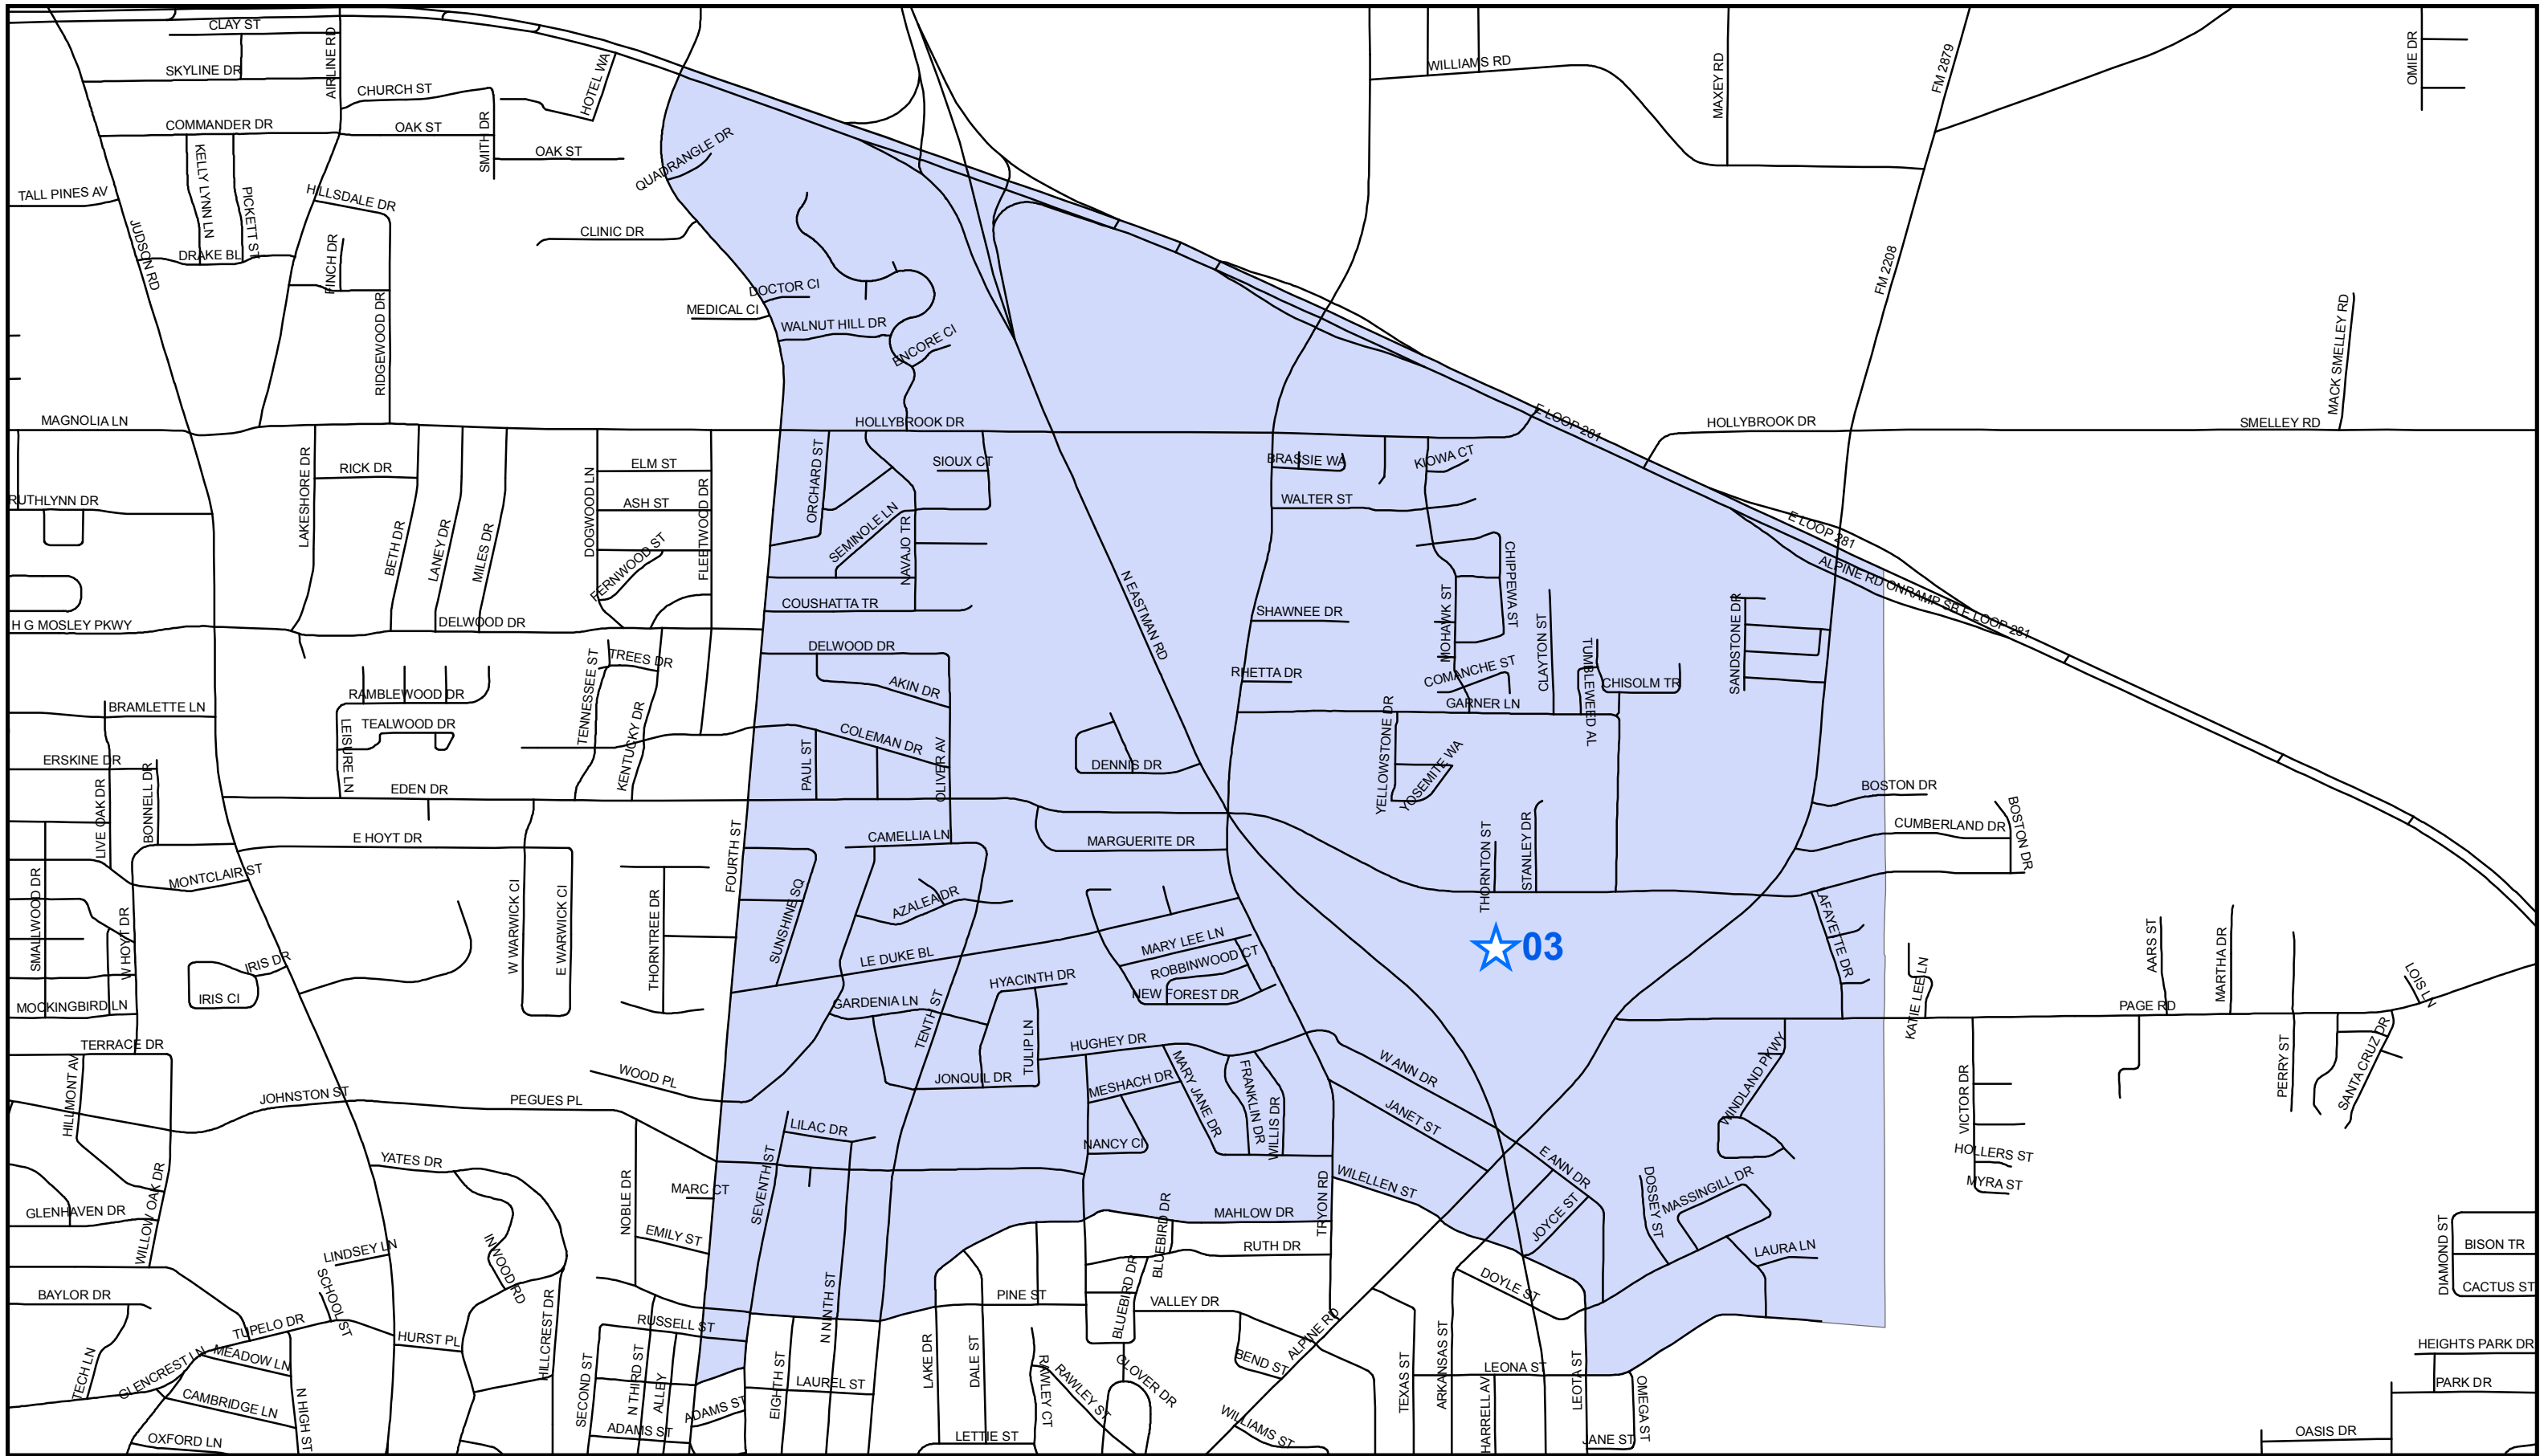 CLAY ST
AIRLINE RD
SKYLINE DR
CHURCH ST
HOTEL WA
COMMANDER DR
OAK ST
SMITH DR
OAK ST
KELLY LYNN LN
PICKETT ST
TALL PINES AV
HILLSDALE DR
JUDSON RD
DRAKE BL
FINCH DR
RIDGEWOOD DR
QUADRANGLE DR
CLINIC DR
DOCTOR CI
MEDICAL CI
WALNUT HILL DR
ENCORE CI
WILLIAMS RD
MAXEY RD
FM 2879
OMIE DR
FM 2208
MACK SMELLEY RD
MAGNOLIA LN
HOLLYBROOK DR
E LOOP 281
HOLLYBROOK DR
SMELLEY RD
LAKESHORE DR
RICK DR
RUTHLYNN DR
BETH DR
LANEY DR
MILES DR
DOGWOOD LN
ELM ST
ASH ST
FLEETWOOD DR
FERNWOOD ST
ORCHARD ST
SIOUX CT
SEMINOLE LN
NAVAJO TR
COUSHATTA TR
BRASSIE WA
KIOWA CT
WALTER ST
CHIPPEWA ST
MOHAWK ST
SHAWNEE DR
N EASTMAN RD
E LOOP 281
ALPINE RD ONRAMP SB E LOOP 281
SANDSTONE DR
CLAYTON ST
TUMBLEWEED AL
H G MOSLEY PKWY
DELWOOD DR
DELWOOD DR
TREES DR
TENNESSEE ST
KENTUCKY DR
AKIN DR
RHETTA DR
COMANCHE ST
CHISOLM TR
GARNER LN
RAMBLEWOOD DR
BRAMLETTE LN
TEALWOOD DR
LEISURE LN
COLEMAN DR
PAUL ST
OLIVER AV
DENNIS DR
YELLOWSTONE DR
YOSEMITE WA
ERSKINE DR
LIVE OAK DR
BONNELL DR
EDEN DR
BOSTON DR
CUMBERLAND DR
BOSTON DR
E HOYT DR
FOURTH ST
CAMELLIA LN
MARGUERITE DR
THORNTON ST
STANLEY DR
MONTCLAIR ST
SMALLWOOD DR
W HOYT DR
W WARWICK CI
E WARWICK CI
THORNTREE DR
SUNSHINE SQ
AZALEA DR
LE DUKE BL
MARY LEE LN
ROBBINWOOD CT
NEW FOREST DR
03
LAFAYETTE DR
IRIS DR
IRIS CI
MOCKINGBIRD LN
GARDENIA LN
TENTH ST
HYACINTH DR
TULIP LN
KATIE LEE LN
AARS ST
MARTHA DR
PAGE RD
LOIS LN
SANTA CRUZ DR
PERRY ST
TERRACE DR
HILLMONT AV
JOHNSTON ST
PEGUES PL
WOOD PL
JONQUIL DR
HUGHEY DR
MESHACH DR
MARY JANE DR
FRANKLIN DR
WILLIS DR
W ANN DR
JANET ST
WINDLAND PKWY
VICTOR DR
HOLLERS ST
MYRA ST
LILAC DR
NANCY CI
SEVENTH ST
YATES DR
NOBLE DR
MARC CT
EMILY ST
WILLOW OAK DR
GLENHAVEN DR
LINDSEY LN
INWOOD RD
SCHOOL ST
E ANN DR
WILELLEN ST
TRYON RD
JOYCE ST
DOSSEY ST
MASSINGILL DR
LAURA LN
MAHLOW DR
BLUEBIRD DR
RUTH DR
DOYLE ST
DIAMOND ST
BISON TR
CACTUS ST
BAYLOR DR
TUPELO DR
HURST PL
HILLCREST DR
RUSSELL ST
N NINTH ST
PINE ST
BLUEBIRD DR
VALLEY DR
ALPINE RD
TECH LN
GLENCREST LN
MEADOW LN
CAMBRIDGE LN
N HIGH ST
OXFORD LN
SECOND ST
N THIRD ST
ALLEY
ADAMS ST
ADAMS ST
EIGHTH ST
LAUREL ST
LAKE DR
DALE ST
RAWLEY CT
RAWLEY ST
GLOVER DR
LETTIE ST
BEND ST
WILLIAMS ST
TEXAS ST
ARKANSAS ST
LEONA ST
HARRELL AV
LEOTA ST
OMEGA ST
JANE ST
HEIGHTS PARK DR
PARK DR
OASIS DR